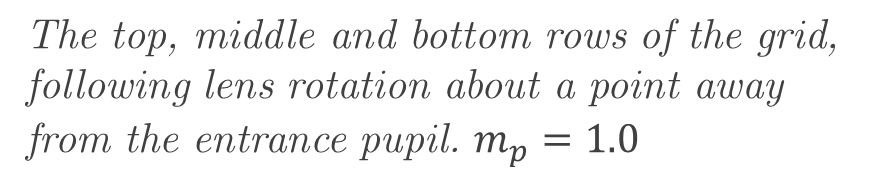 The top, middle and bottom rows of the grid,
following lens rotation about a point away
from the entrance pupil. mₚ = 1.0